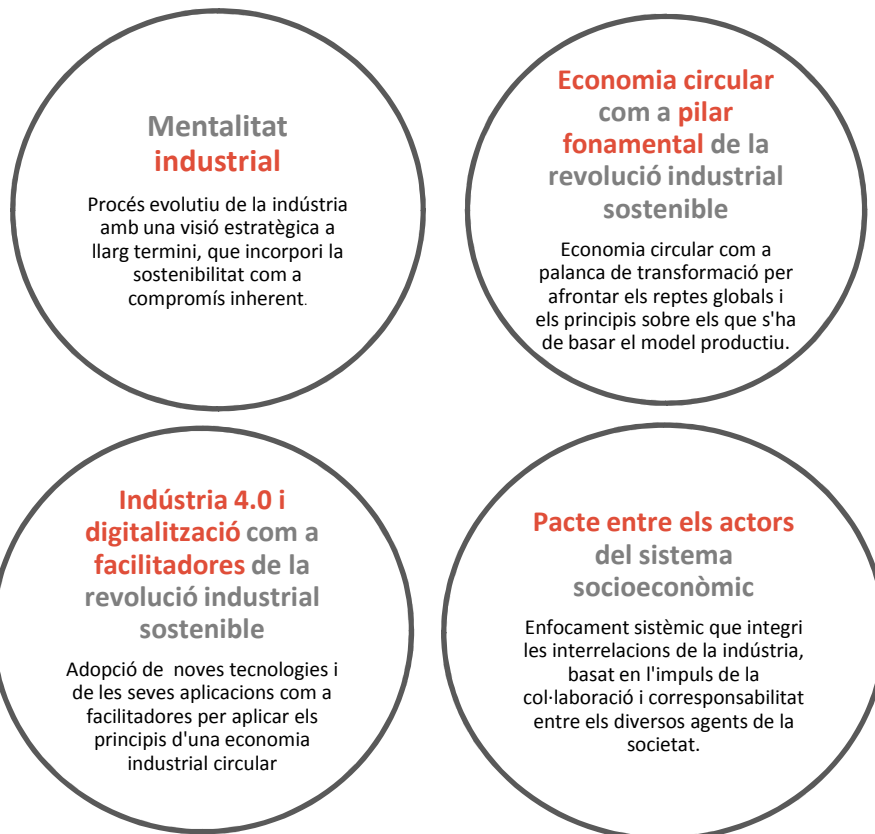 Mentalitat
industrial
Procés evolutiu de la indústria
amb una visió estratègica a
llarg termini, que incorpori la
sostenibilitat com a
compromís inherent.
Economia circular
com a pilar
fonamental de la
revolució industrial
sostenible
Economia circular com a
palanca de transformació per
afrontar els reptes globals i
els principis sobre els que s'ha
de basar el model productiu.
Indústria 4.0 i
digitalització com a
facilitadores de la
revolució industrial
sostenible
Adopció de  noves tecnologies i
de les seves aplicacions com a
facilitadores per aplicar els
principis d'una economia
industrial circular
Pacte entre els actors
del sistema
socioeconòmic
Enfocament sistèmic que integri
les interrelacions de la indústria,
basat en l'impuls de la
col·laboració i corresponsabilitat
entre els diversos agents de la
societat.